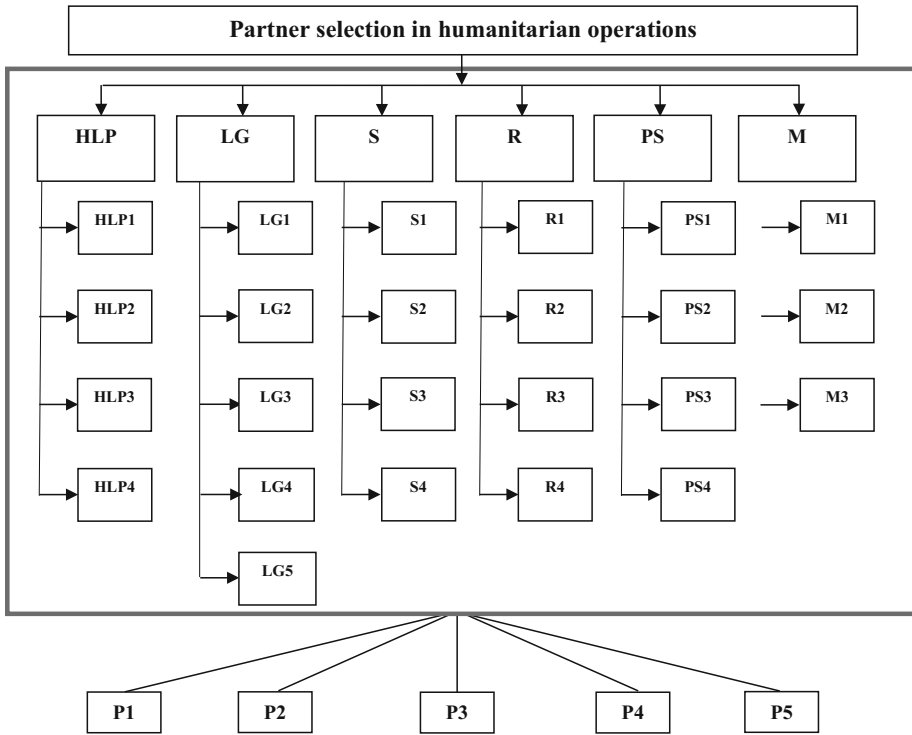 Partner selection in humanitarian operations
HLP LG S R PS M
HLP1 LG1 S1 R1 PS1 M1
HLP2 LG2 S2 R2 PS2 M2
HLP3 LG3 S3 R3 PS3 M3
HLP4 LG4 S4 R4 PS4
LG5
P1 P2 P3 P4 P5